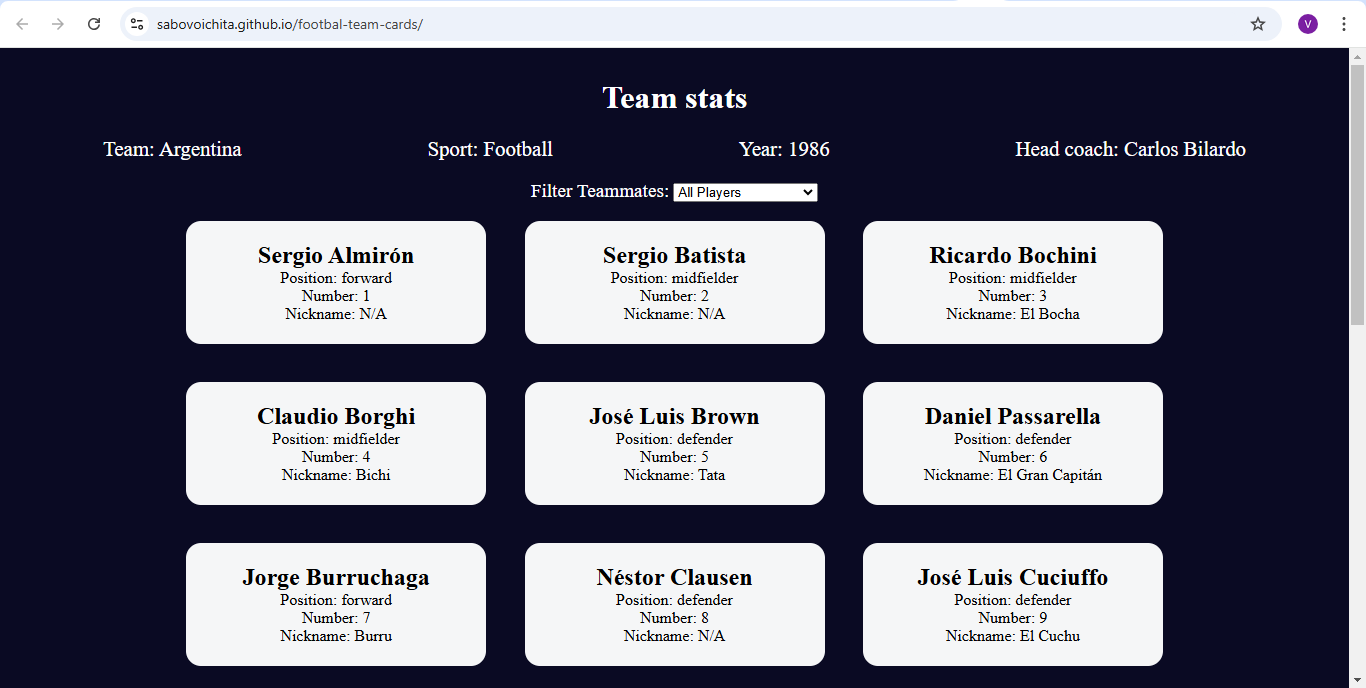 sabovoichita.github.io/footbal-team-cards/
V
Team stats
Team: Argentina Sport: Football Year: 1986 Head coach: Carlos Bilardo
Filter Teammates: All Players
Sergio Almirón
Position: forward
Number: 1
Nickname: N/A
Sergio Batista
Position: midfielder
Number: 2
Nickname: N/A
Ricardo Bochini
Position: midfielder
Number: 3
Nickname: El Bocha
Claudio Borghi
Position: midfielder
Number: 4
Nickname: Bichi
José Luis Brown
Position: defender
Number: 5
Nickname: Tata
Daniel Passarella
Position: defender
Number: 6
Nickname: El Gran Capitán
Jorge Burruchaga
Position: forward
Number: 7
Nickname: Burru
Néstor Clausen
Position: defender
Number: 8
Nickname: N/A
José Luis Cuciuffo
Position: defender
Number: 9
Nickname: El Cuchu